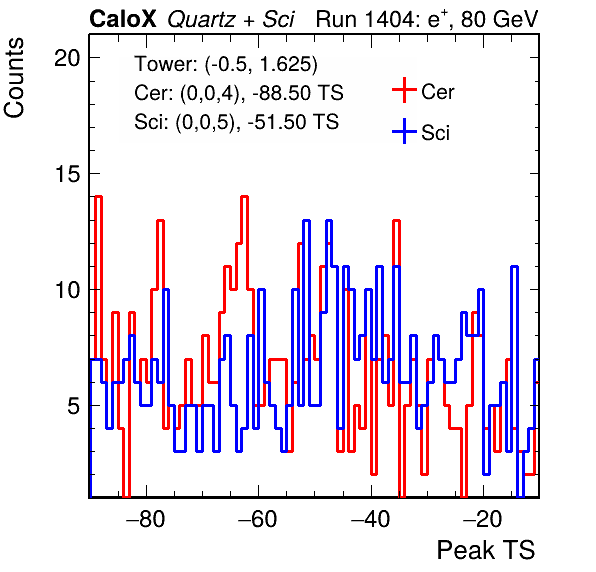 CaloX Quartz + Sci Run 1404: e+, 80 GeV
Counts
Tower: (-0.5, 1.625)
Cer: (0,0,4), -88.50 TS
Sci: (0,0,5), -51.50 TS
Cer
Sci
20
15
10
5
−80 −60 −40 −20
Peak TS